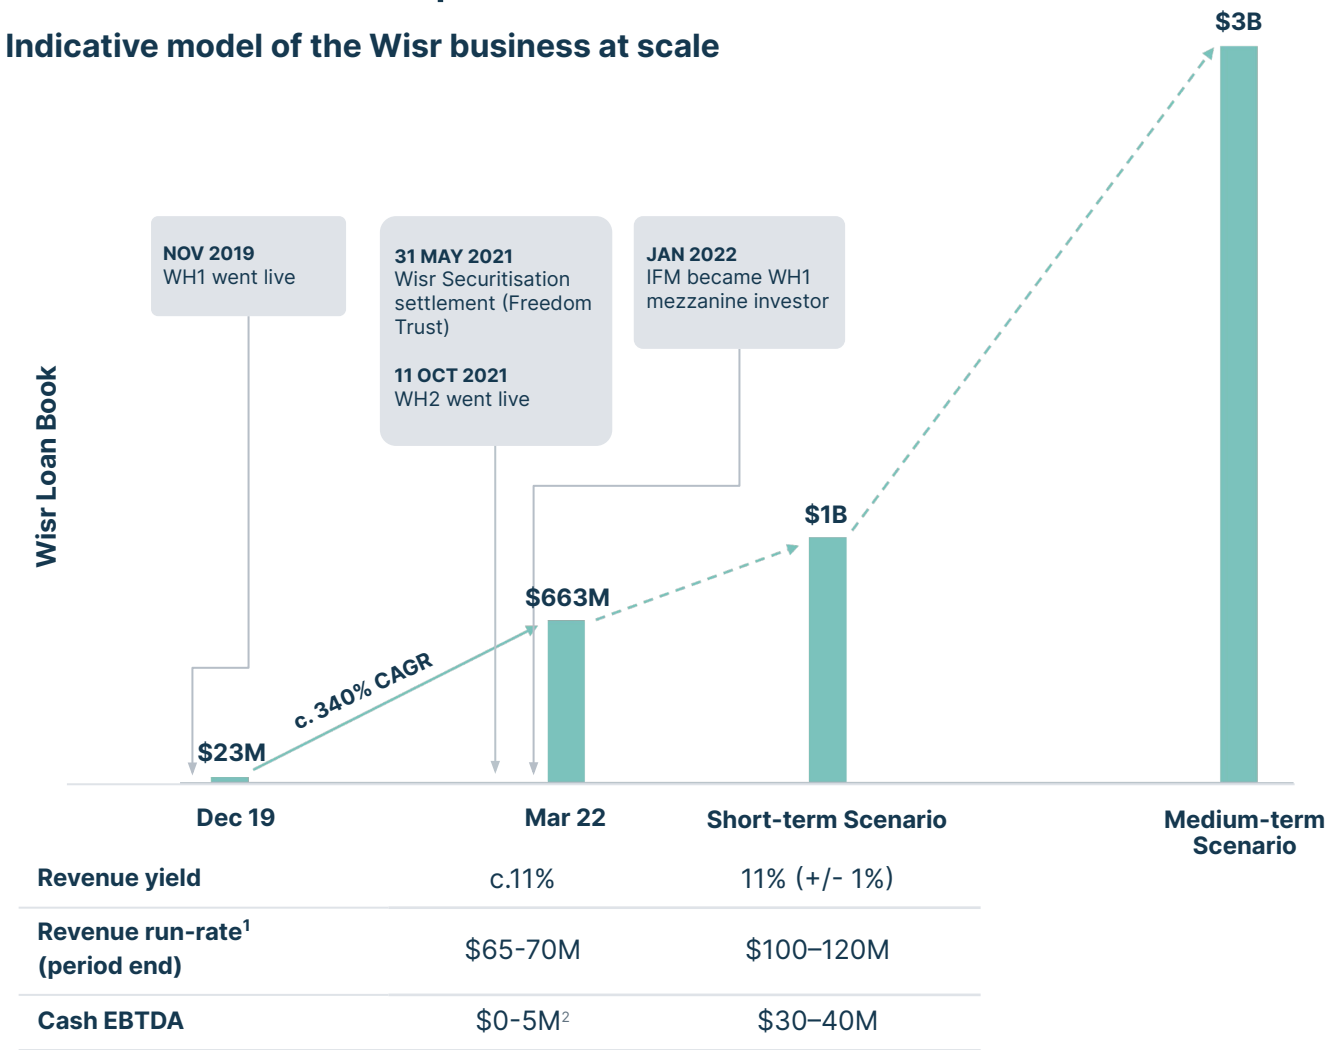 Indicative model of the Wisr business at scale
$3B
NOV 2019
WH1 went live
31 MAY 2021
Wisr Securitisation
settlement (Freedom
Trust)
11 OCT 2021
WH2 went live
JAN 2022
IFM became WH1
mezzanine investor
Wisr Loan Book
$1B
$663M
c. 340% CAGR
$23M
Dec 19
Mar 22
Short-term Scenario
Medium-term
Scenario
Revenue yield
c.11%
11% (+/- 1%)
Revenue run-rate¹
(period end)
$65-70M
$100–120M
Cash EBTDA
$0-5M²
$30–40M